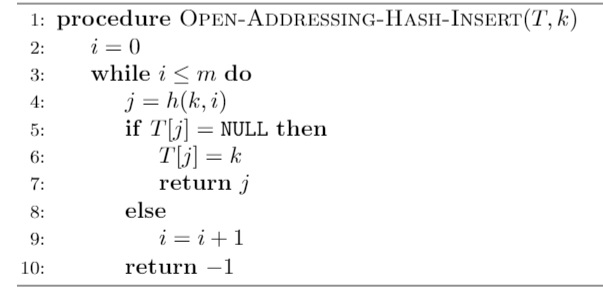 1: procedure OPEN-ADDRESSING-HASH-INSERT(T, k)
2: i = 0
3: while i ≤ m do
4: j = h(k, i)
5: if T[j] = NULL then
6: T[j] = k
7: return j
8: else
9: i = i + 1
10: return −1